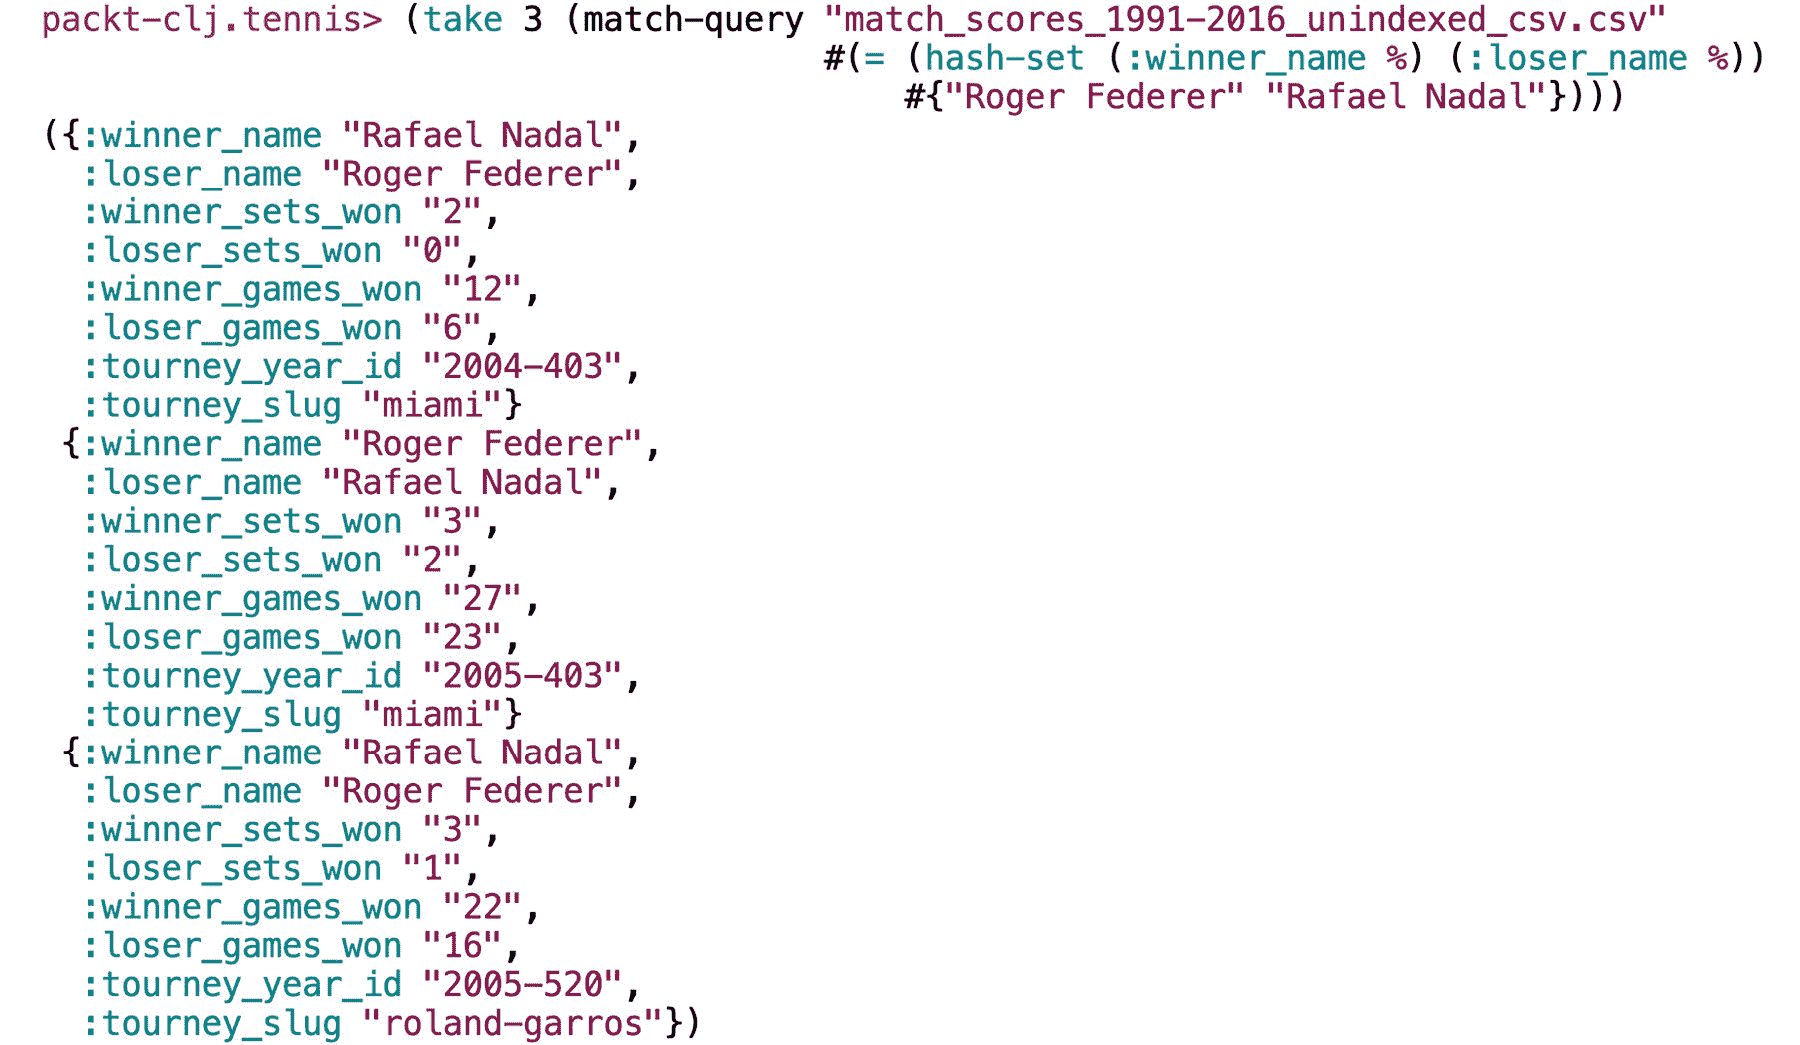 packt-clj.tennis> (take 3 (match-query "match_scores_1991-2016_unindexed_csv.csv"
#(= (hash-set (:winner_name %) (:loser_name %))
#{"Roger Federer" "Rafael Nadal"})))
({:winner_name "Rafael Nadal",
:loser_name "Roger Federer",
:winner_sets_won "2",
:loser_sets_won "0",
:winner_games_won "12",
:loser_games_won "6",
:tourney_year_id "2004-403",
:tourney_slug "miami"}
{:winner_name "Roger Federer",
:loser_name "Rafael Nadal",
:winner_sets_won "3",
:loser_sets_won "2",
:winner_games_won "27",
:loser_games_won "23",
:tourney_year_id "2005-403",
:tourney_slug "miami"}
{:winner_name "Rafael Nadal",
:loser_name "Roger Federer",
:winner_sets_won "3",
:loser_sets_won "1",
:winner_games_won "22",
:loser_games_won "16",
:tourney_year_id "2005-520",
:tourney_slug "roland-garros"})